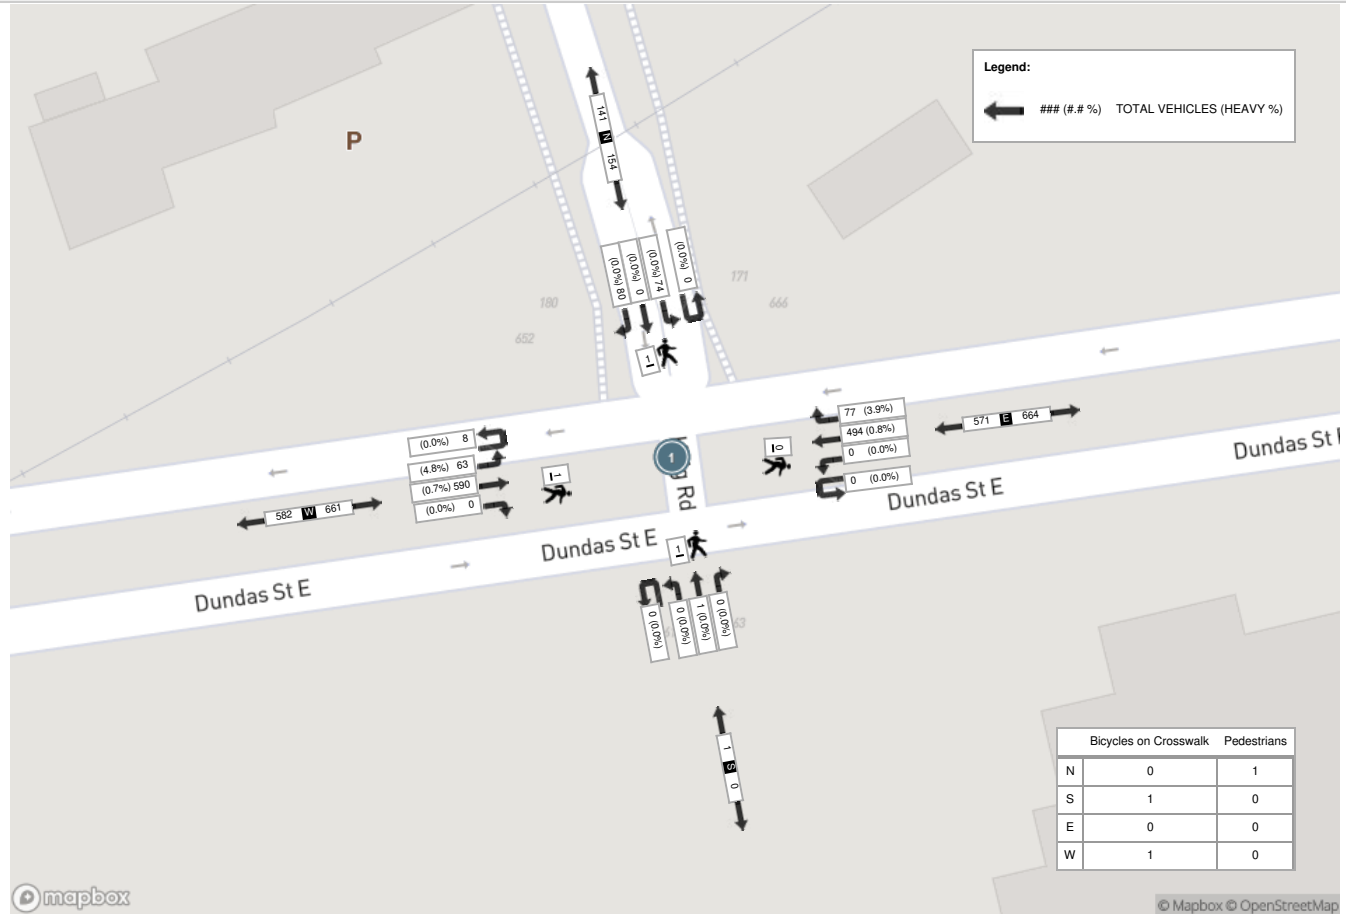 Legend:
### (#.# %) TOTAL VEHICLES (HEAVY %)
141 N 154
P
(0.0%) 80
(0.0%) 0
(0.0%) 74
(0.0%) 0
171
180
666
652
1
77 (3.9%)
494 (0.8%)
0 (0.0%)
0 (0.0%)
571 E 664
0
(0.0%) 8
(4.8%) 63
(0.7%) 590
(0.0%) 0
1
582 W 661
1
g Rd
Dundas St E
Dundas St E
Dundas St E
Dundas St E
1
0 (0.0%)
0 (0.0%)
1 (0.0%)
0 (0.0%)
63
1 S 0
Bicycles on Crosswalk Pedestrians
N 0 1
S 1 0
E 0 0
W 1 0
mapbox
© Mapbox © OpenStreetMap